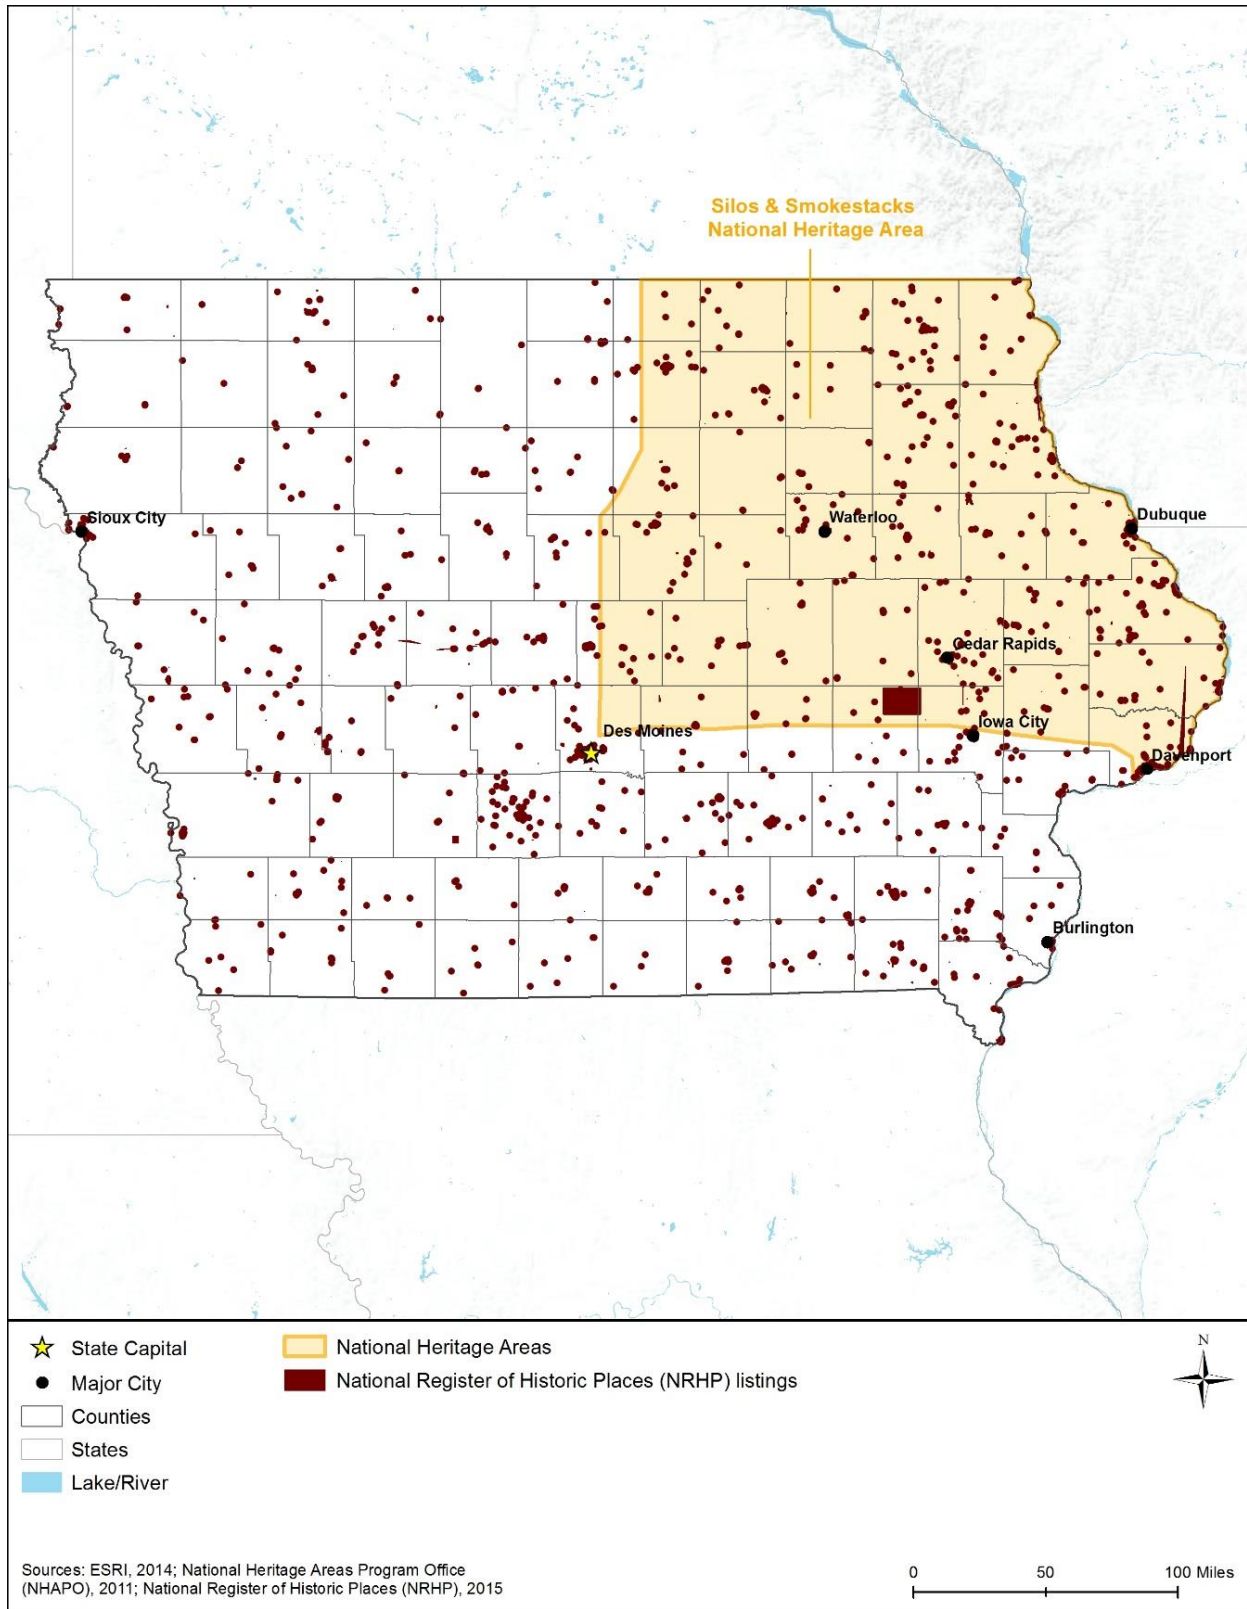 Silos & Smokestacks
National Heritage Area
Sioux City
Waterloo
Dubuque
Cedar Rapids
Iowa City
Des Moines
Davenport
Burlington
State Capital
Major City
Counties
States
Lake/River
National Heritage Areas
National Register of Historic Places (NRHP) listings
N
Sources: ESRI, 2014; National Heritage Areas Program Office
(NHAPO), 2011; National Register of Historic Places (NRHP), 2015
0 50 100 Miles